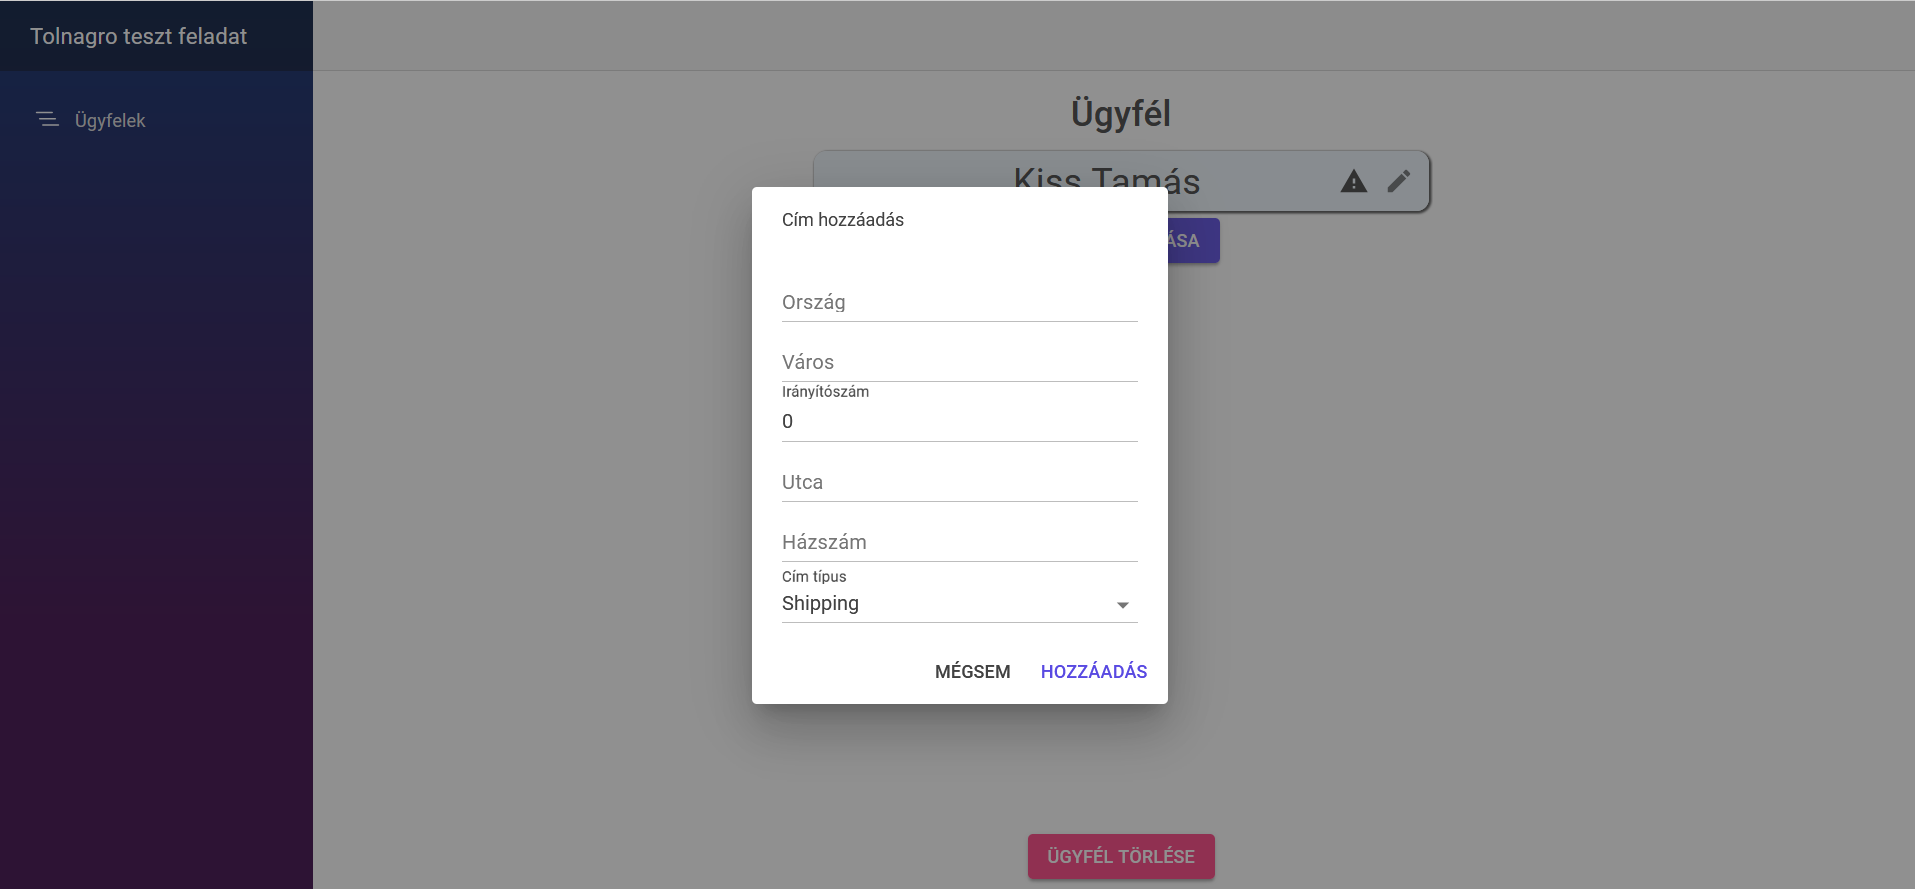 Tolnagro teszt feladat
Ügyfelek
Ügyfél
Kiss Tamás
Cím hozzáadás
Ország
Város
Irányítószám
0
Utca
Házszám
Cím típus
Shipping
MÉGSEM HOZZÁADÁS
ÜGYFÉL TÖRLÉSE